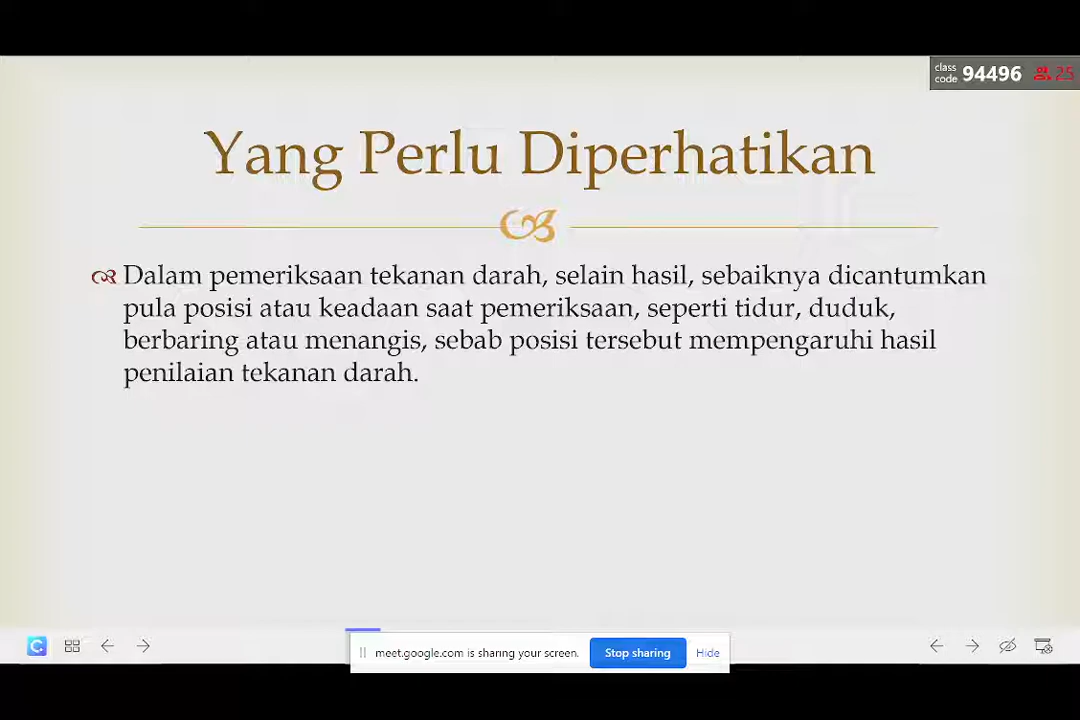 class code 94496 25
Yang Perlu Diperhatikan
Dalam pemeriksaan tekanan darah, selain hasil, sebaiknya dicantumkan
pula posisi atau keadaan saat pemeriksaan, seperti tidur, duduk,
berbaring atau menangis, sebab posisi tersebut mempengaruhi hasil
penilaian tekanan darah.
meet.google.com is sharing your screen. Stop sharing Hide